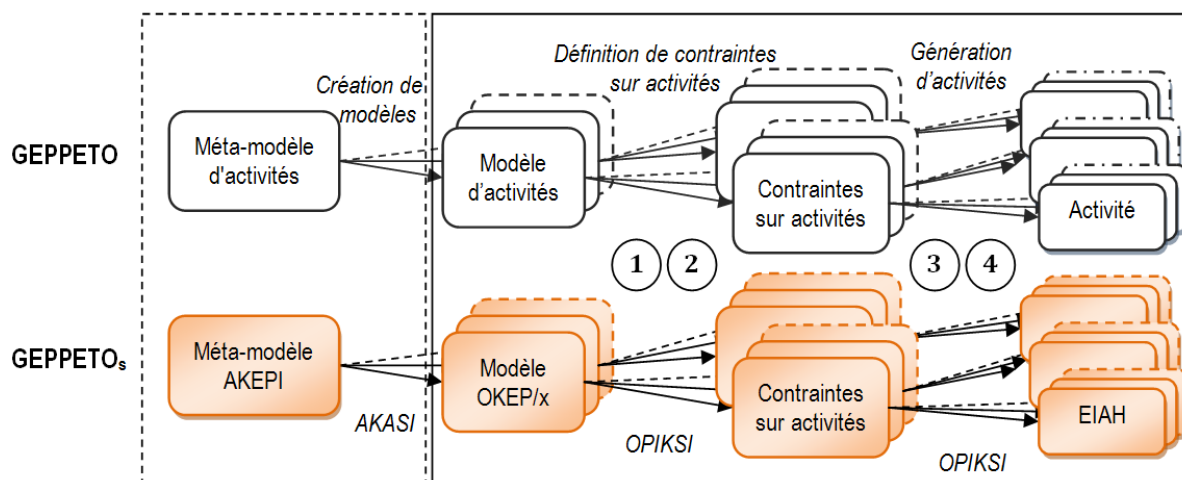 Création de
modèles
Définition de contraintes
sur activités
Génération
d'activités
GEPPETO
Méta-modèle
d'activités
Modèle
d'activités
Contraintes
sur activités
Activité
1 2
3 4
GEPPETOs
Méta-modèle
AKEPI
AKASI
Modèle
OKEP/x
OPIKSI
Contraintes
sur activités
OPIKSI
EIAH